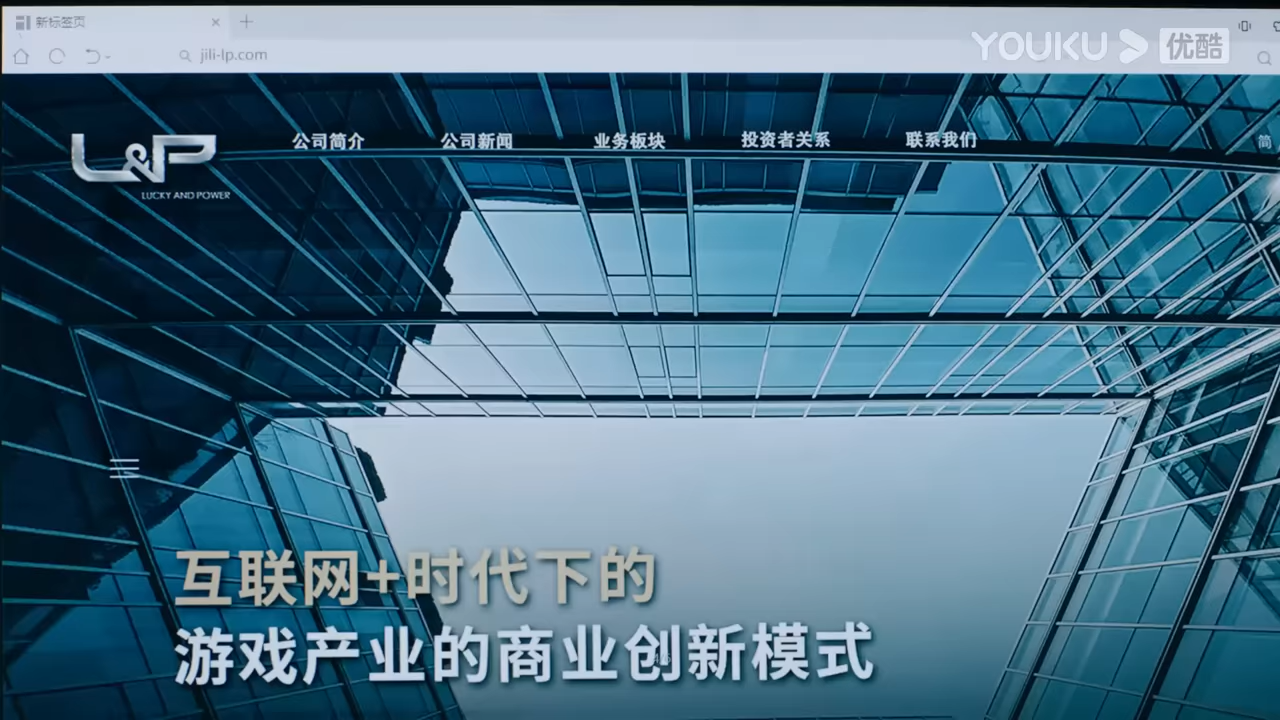 新标签页
jili-lp.com
YOUKU 优酷
L&P
LUCKY AND POWER
公司简介 公司新闻 业务板块 投资者关系 联系我们 简
互联网+时代下的
游戏产业的商业创新模式